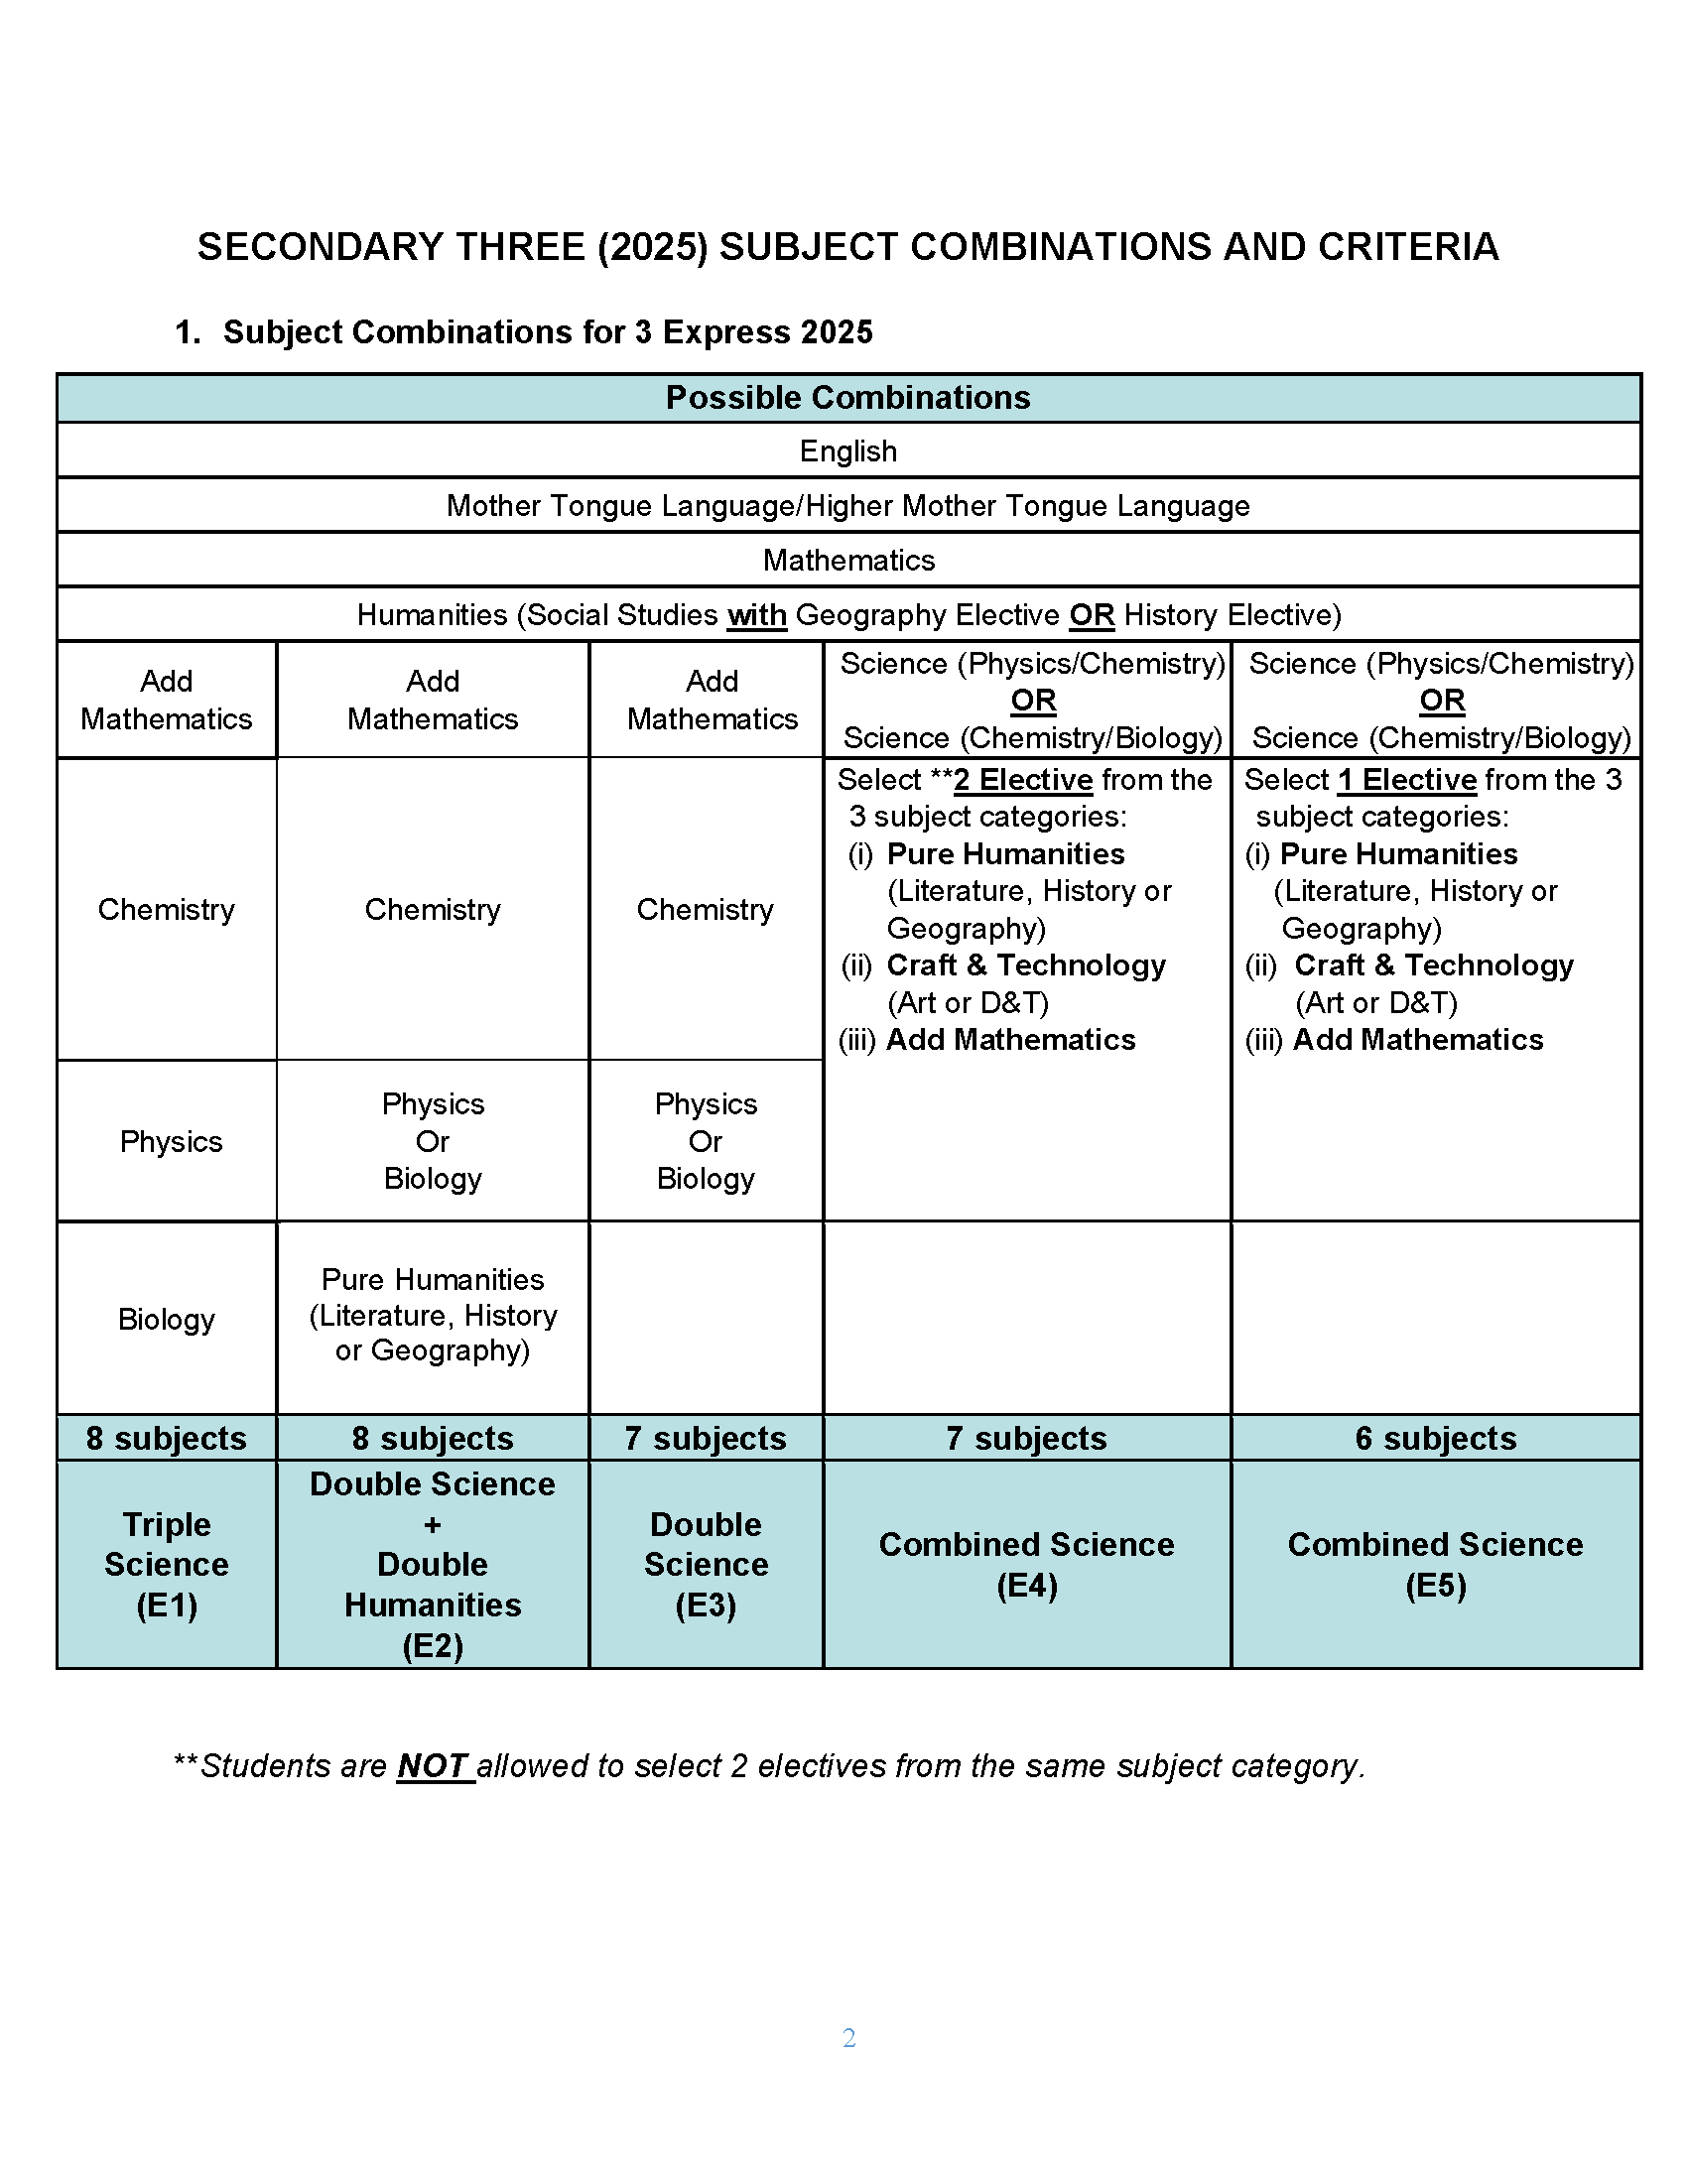 SECONDARY THREE (2025) SUBJECT COMBINATIONS AND CRITERIA
1. Subject Combinations for 3 Express 2025
Possible Combinations
English
Mother Tongue Language/Higher Mother Tongue Language
Mathematics
Humanities (Social Studies with Geography Elective OR History Elective)
Add
Mathematics
Add
Mathematics
Add
Mathematics
Science (Physics/Chemistry)
OR
Science (Chemistry/Biology)
Science (Physics/Chemistry)
OR
Science (Chemistry/Biology)
Chemistry
Chemistry
Chemistry
Select **2 Elective from the
3 subject categories:
(i) Pure Humanities
(Literature, History or
Geography)
(ii) Craft & Technology
(Art or D&T)
(iii) Add Mathematics
Select 1 Elective from the 3
subject categories:
(i) Pure Humanities
(Literature, History or
Geography)
(ii) Craft & Technology
(Art or D&T)
(iii) Add Mathematics
Physics
Physics
Or
Biology
Physics
Or
Biology
Biology
Pure Humanities
(Literature, History
or Geography)
8 subjects
8 subjects
7 subjects
7 subjects
6 subjects
Triple
Science
(E1)
Double Science
+
Double
Humanities
(E2)
Double
Science
(E3)
Combined Science
(E4)
Combined Science
(E5)
**Students are NOT allowed to select 2 electives from the same subject category.
2